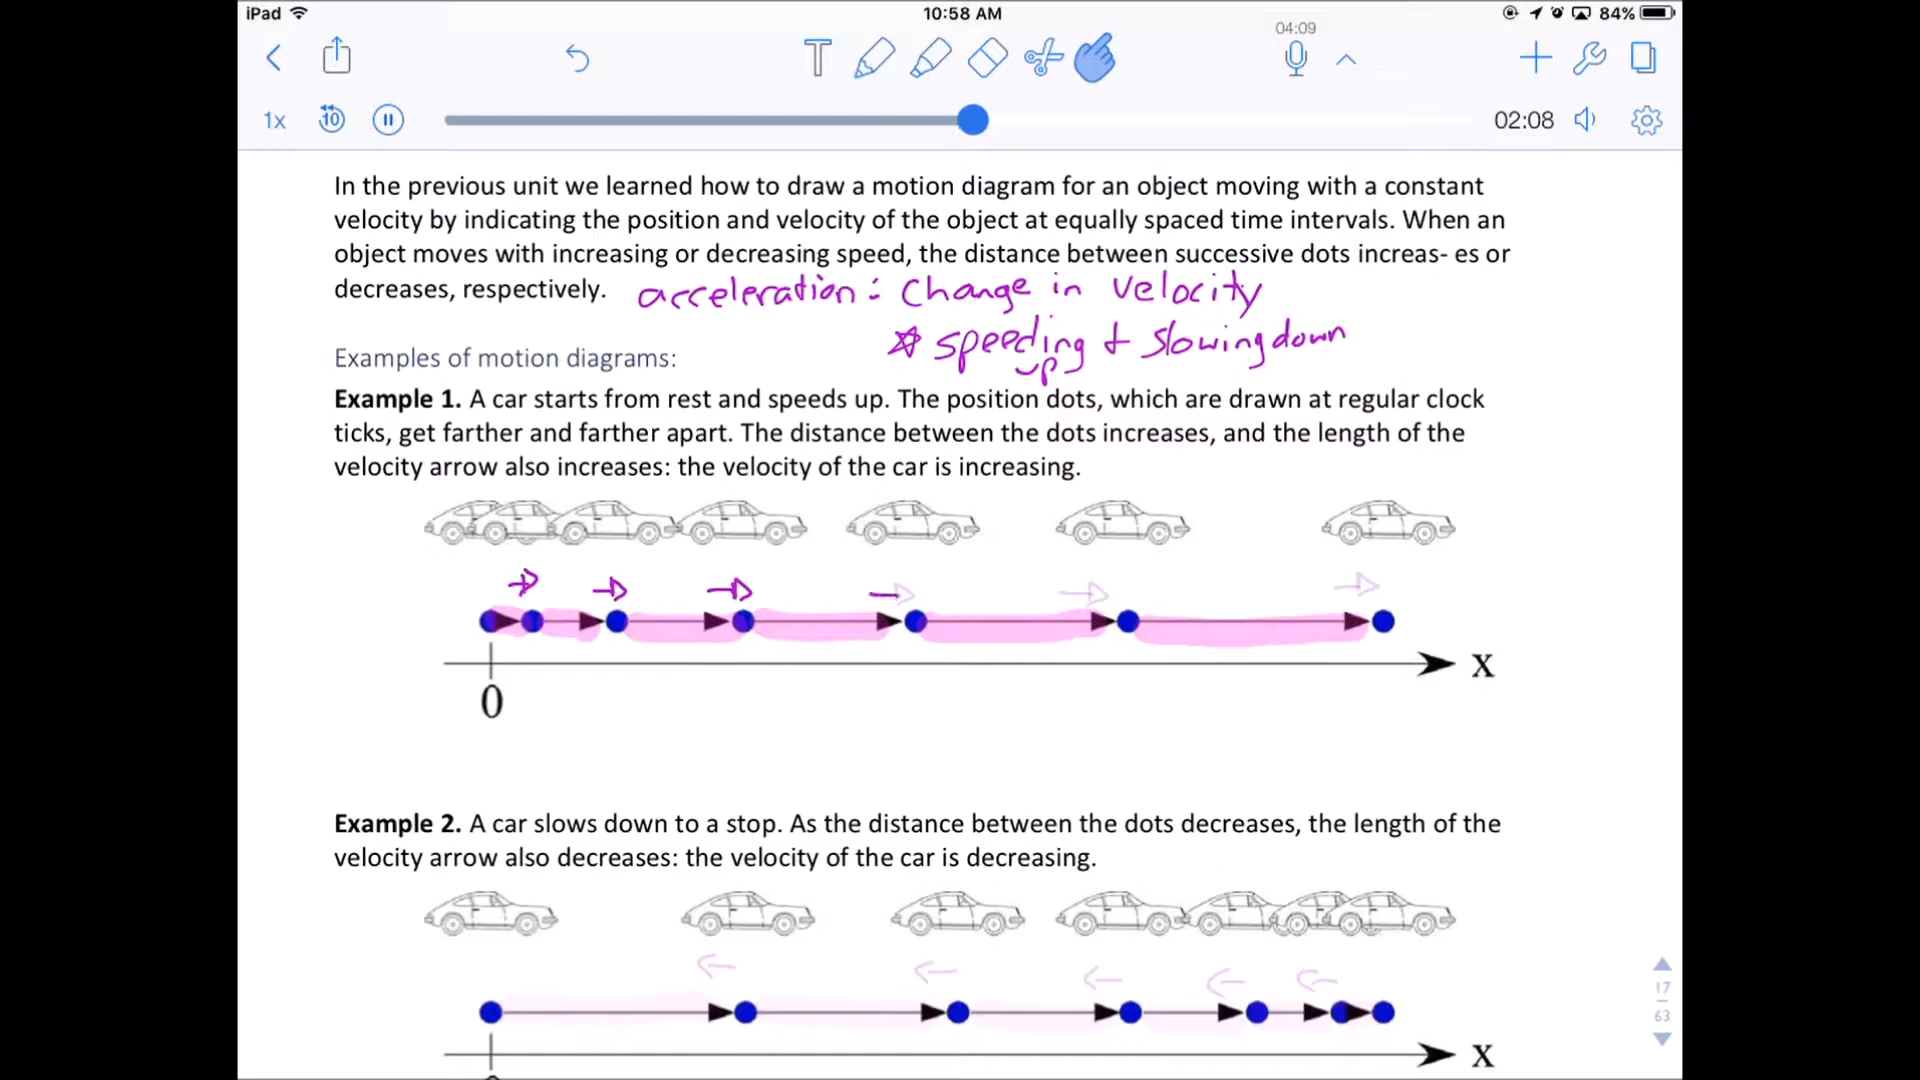 iPad 10:58 AM 84%
04:09
1x 10 02:08
In the previous unit we learned how to draw a motion diagram for an object moving with a constant
velocity by indicating the position and velocity of the object at equally spaced time intervals. When an
object moves with increasing or decreasing speed, the distance between successive dots increas- es or
decreases, respectively. acceleration: Change in velocity
☆ speeding up + slowing down
Examples of motion diagrams:
Example 1. A car starts from rest and speeds up. The position dots, which are drawn at regular clock
ticks, get farther and farther apart. The distance between the dots increases, and the length of the
velocity arrow also increases: the velocity of the car is increasing.
x
0
Example 2. A car slows down to a stop. As the distance between the dots decreases, the length of the
velocity arrow also decreases: the velocity of the car is decreasing.
17
63
x